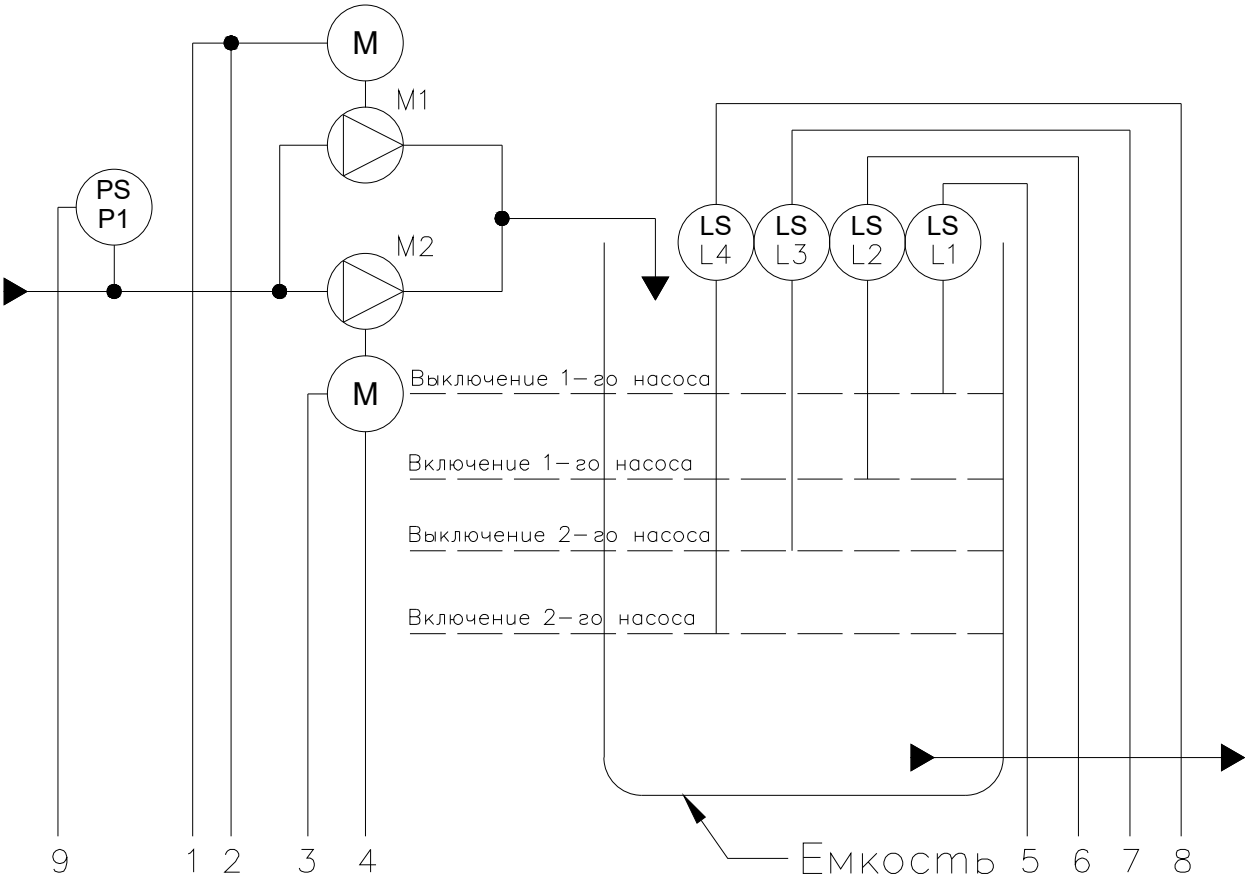 M
M1
PS
P1
LS
L4
LS
L3
LS
L2
LS
L1
M2
M
Выключение 1-го насоса
Включение 1-го насоса
Выключение 2-го насоса
Включение 2-го насоса
9 1 2 3 4 Емкость 5 6 7 8